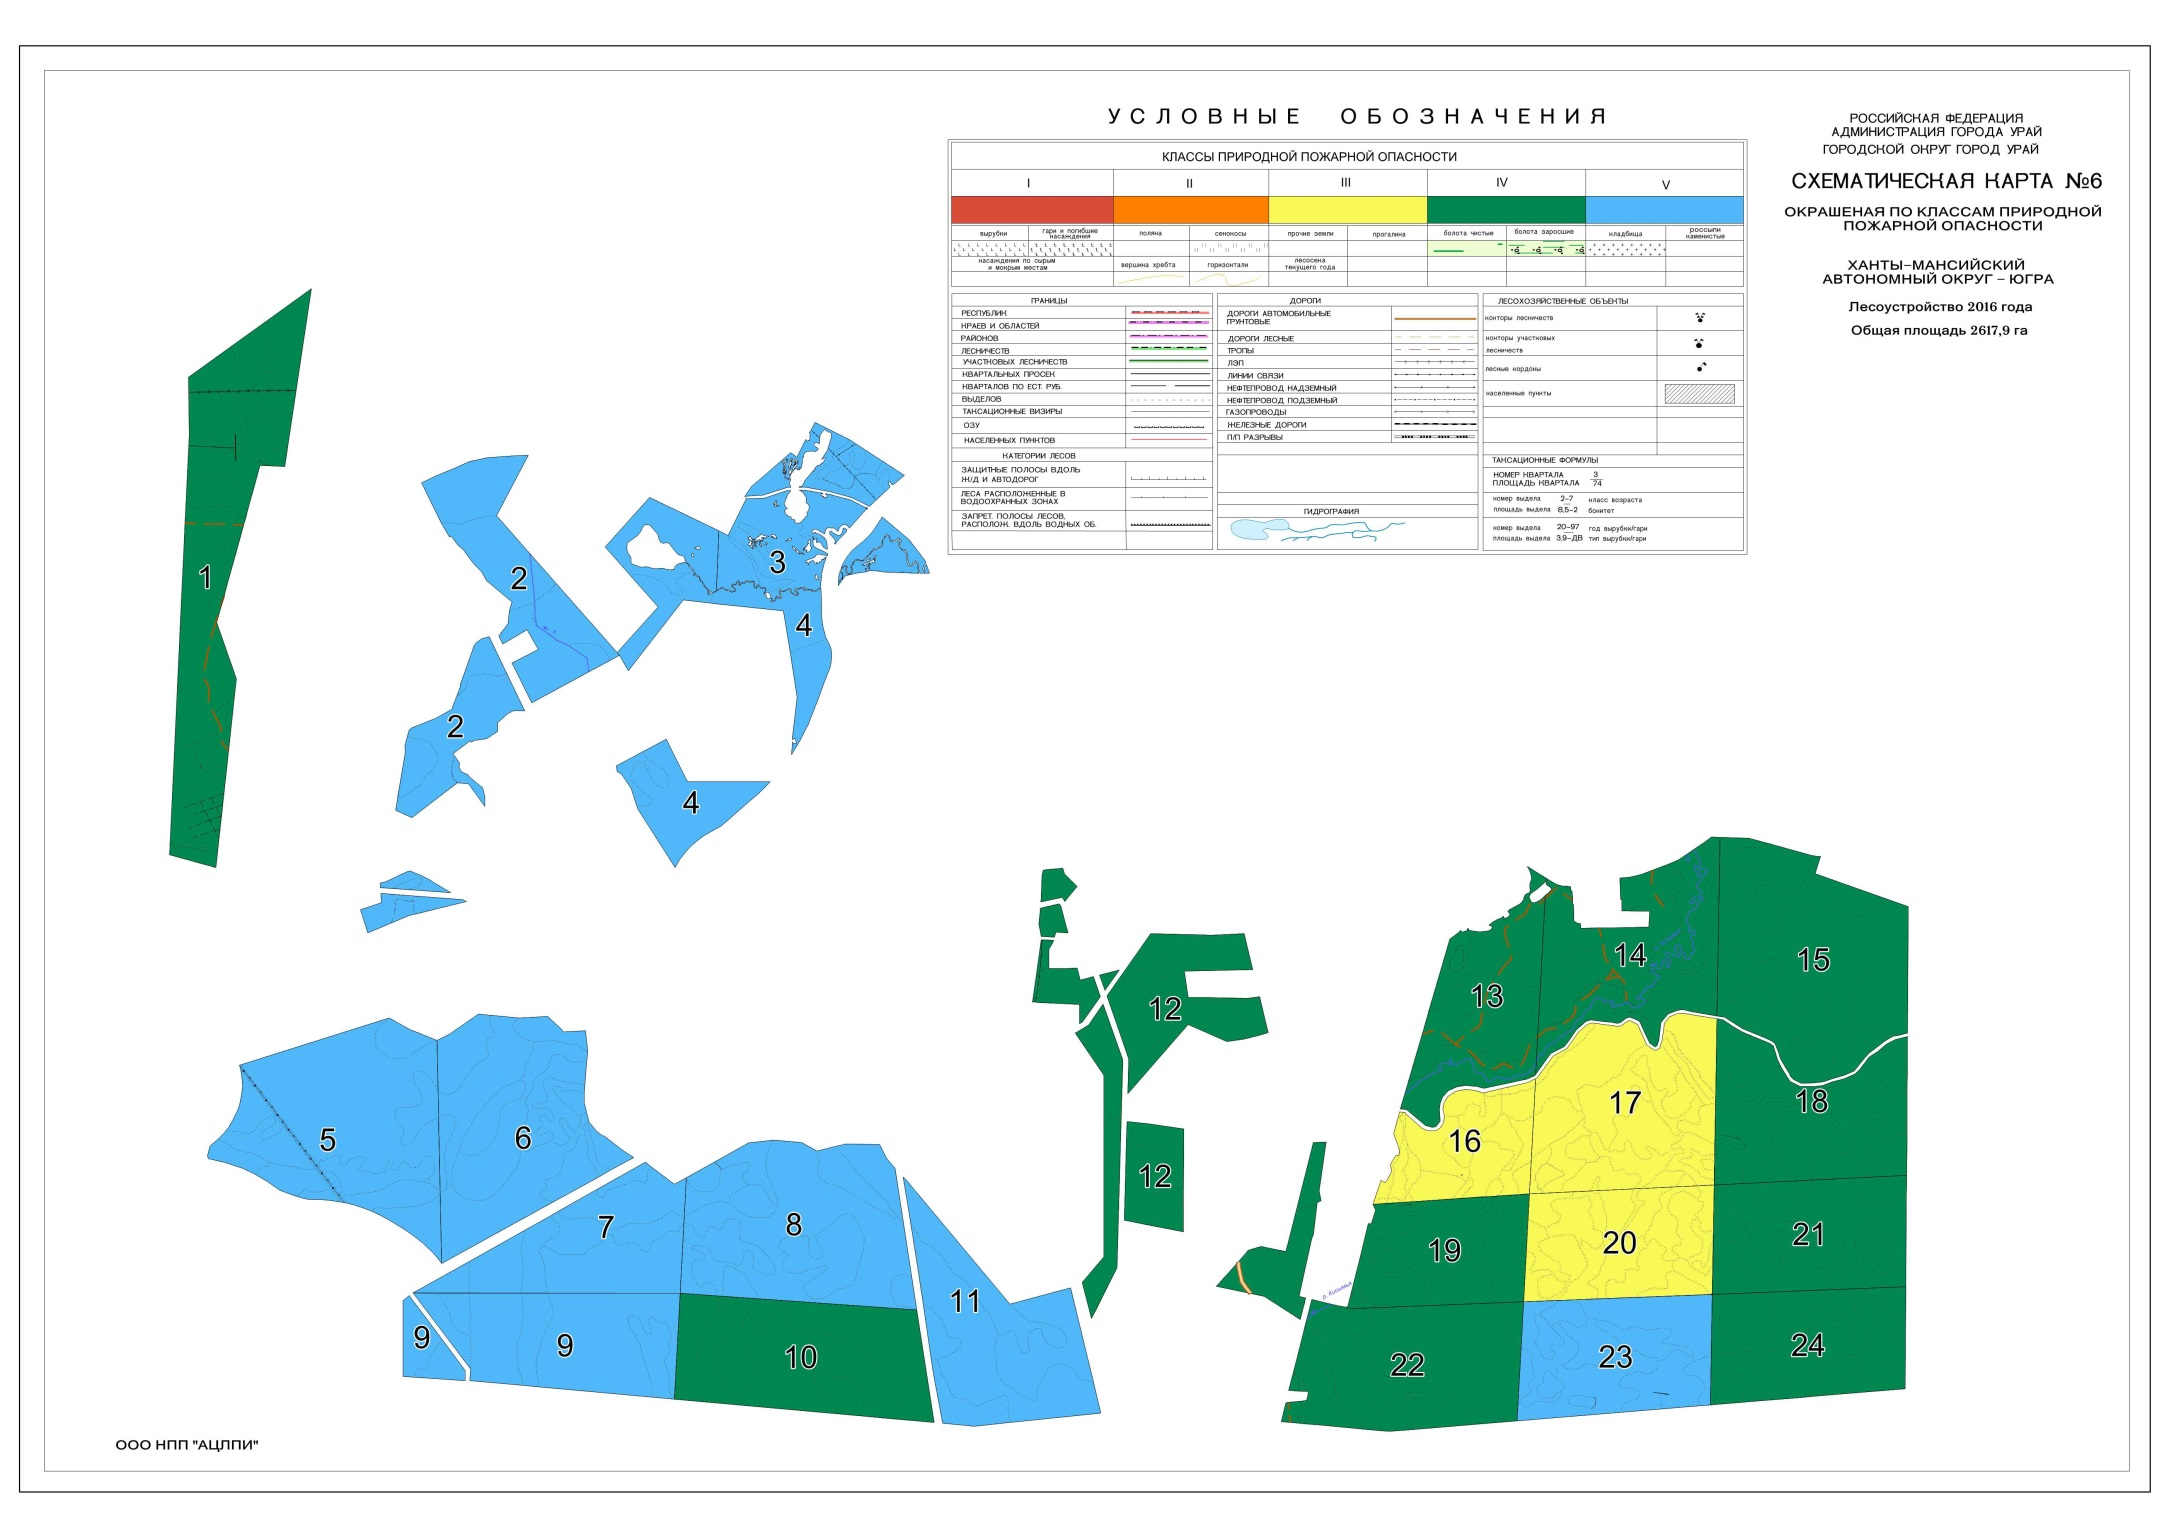 УСЛОВНЫЕ ОБОЗНАЧЕНИЯ
КЛАССЫ ПРИРОДНОЙ ПОЖАРНОЙ ОПАСНОСТИ
I II III IV V
вырубки гари и погибшие насаждения поляна сенокосы прочие земли прогалина болота чистые болота заросшие кладбища россыпи каменистые
насаждения по сырым и мокрым местам вершина хребта горизонтали лесосена текущего года
ГРАНИЦЫ
РЕСПУБЛИК
КРАЕВ И ОБЛАСТЕЙ
РАЙОНОВ
ЛЕСНИЧЕСТВ
УЧАСТКОВЫХ ЛЕСНИЧЕСТВ
КВАРТАЛЬНЫХ ПРОСЕК
КВАРТАЛОВ ПО ЕСТ. РУБ.
ВЫДЕЛОВ
ТАКСАЦИОННЫЕ ВИЗИРЫ
ОЗУ
НАСЕЛЕННЫХ ПУНКТОВ
КАТЕГОРИИ ЛЕСОВ
ЗАЩИТНЫЕ ПОЛОСЫ ВДОЛЬ
Ж/Д И АВТОДОРОГ
ЛЕСА РАСПОЛОЖЕННЫЕ В
ВОДООХРАННЫХ ЗОНАХ
ЗАПРЕТ. ПОЛОСЫ ЛЕСОВ,
РАСПОЛОЖ. ВДОЛЬ ВОДНЫХ ОБ.
ДОРОГИ
ДОРОГИ АВТОМОБИЛЬНЫЕ
ГРУНТОВЫЕ
ДОРОГИ ЛЕСНЫЕ
ТРОПЫ
ЛЭП
ЛИНИИ СВЯЗИ
НЕФТЕПРОВОД НАДЗЕМНЫЙ
НЕФТЕПРОВОД ПОДЗЕМНЫЙ
ГАЗОПРОВОДЫ
ЖЕЛЕЗНЫЕ ДОРОГИ
П/П РАЗРЫВЫ
ГИДРОГРАФИЯ
ЛЕСОХОЗЯЙСТВЕННЫЕ ОБЪЕКТЫ
конторы лесничеств
конторы участковых
лесничеств
лесные кордоны
населенные пункты
ТАКСАЦИОННЫЕ ФОРМУЛЫ
НОМЕР КВАРТАЛА 3
ПЛОЩАДЬ КВАРТАЛА 74
номер выдела 2-7 класс возраста
площадь выдела 8,5-2 бонитет
номер выдела 20-97 год вырубки/гари
площадь выдела 3,9-ДВ тип вырубки/гари
РОССИЙСКАЯ ФЕДЕРАЦИЯ
АДМИНИСТРАЦИЯ ГОРОДА УРАЙ
ГОРОДСКОЙ ОКРУГ ГОРОД УРАЙ
СХЕМАТИЧЕСКАЯ КАРТА №6
ОКРАШЕНАЯ ПО КЛАССАМ ПРИРОДНОЙ
ПОЖАРНОЙ ОПАСНОСТИ
ХАНТЫ-МАНСИЙСКИЙ
АВТОНОМНЫЙ ОКРУГ - ЮГРА
Лесоустройство 2016 года
Общая площадь 2617,9 га
1
2
3
4
2
4
5
6
7
8
9
9
10
11
12
12
13
14
15
16
17
18
19
20
21
22
23
24
ООО НПП "АЦЛПИ"